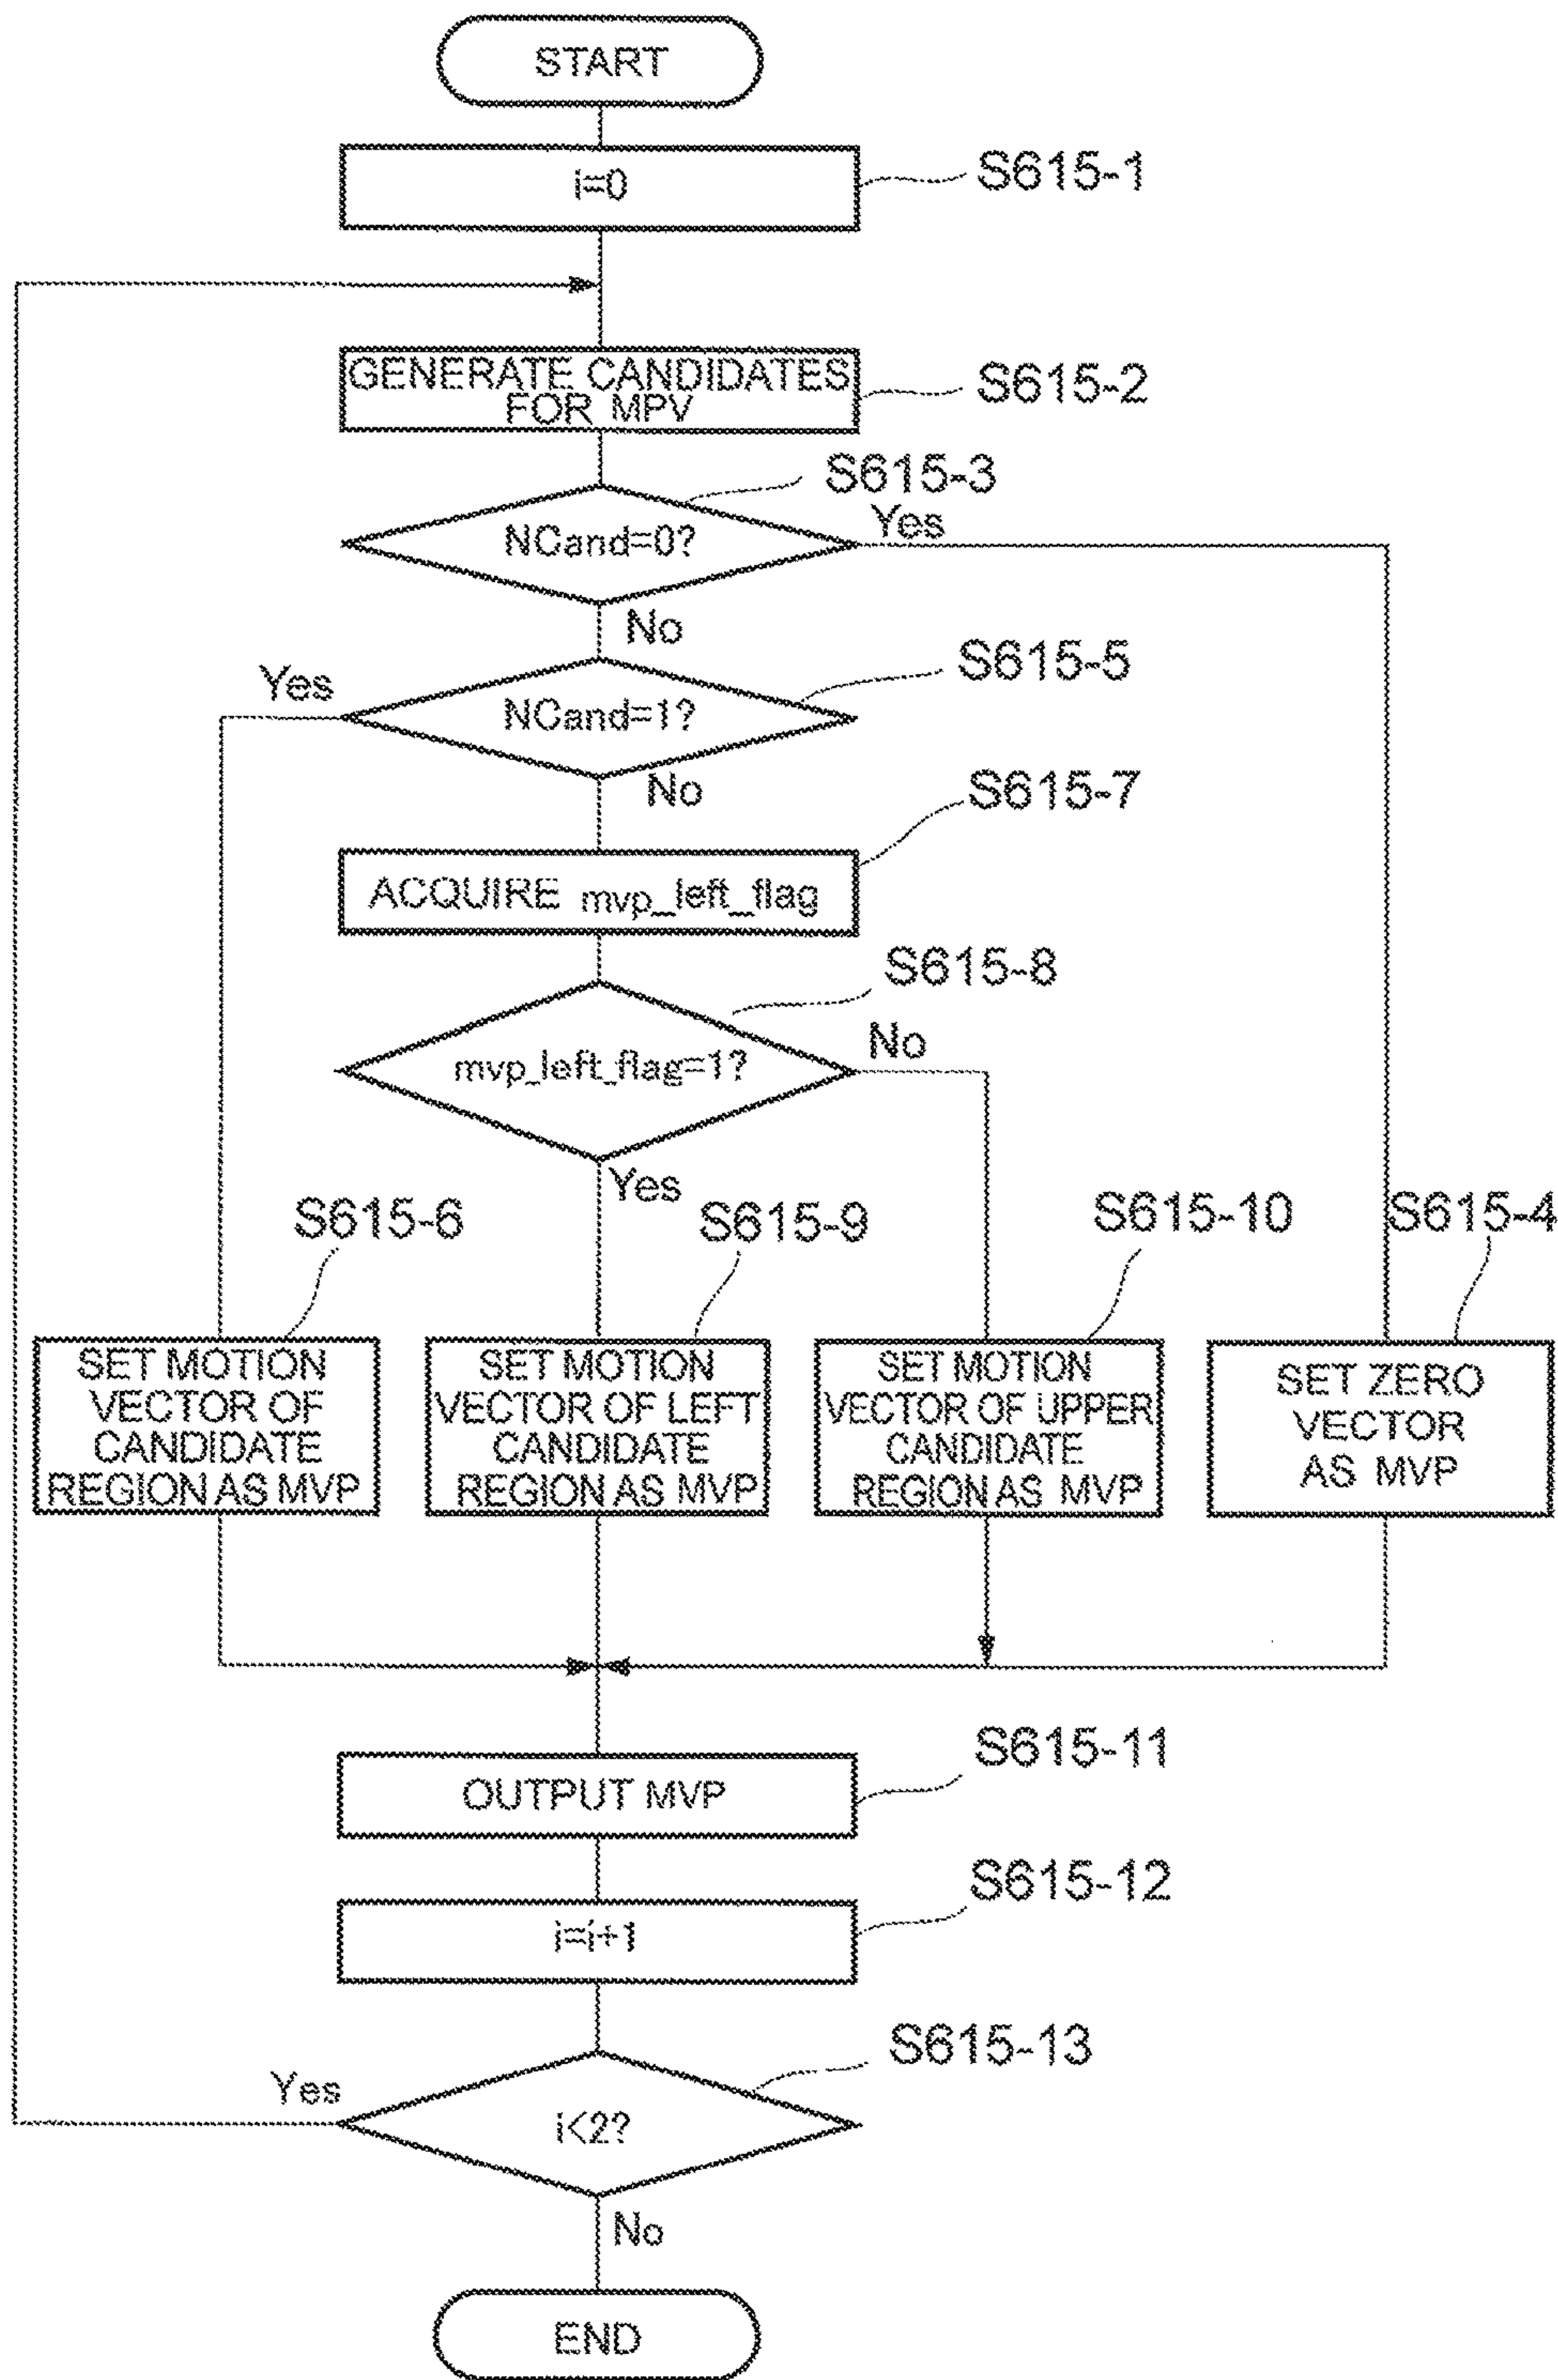 START
i=0
S615-1
GENERATE CANDIDATES
FOR MPV
S615-2
S615-3
NCand=0?
Yes
No
S615-5
Yes
NCand=1?
No
S615-7
ACQUIRE mvp_left_flag
S615-8
mvp_left_flag=1?
No
Yes
S615-6
S615-9
S615-10
S615-4
SET MOTION
VECTOR OF
CANDIDATE
REGION AS MVP
SET MOTION
VECTOR OF LEFT
CANDIDATE
REGION AS MVP
SET MOTION
VECTOR OF UPPER
CANDIDATE
REGION AS MVP
SET ZERO
VECTOR
AS MVP
S615-11
OUTPUT MVP
S615-12
i=i+1
S615-13
Yes
i<2?
No
END